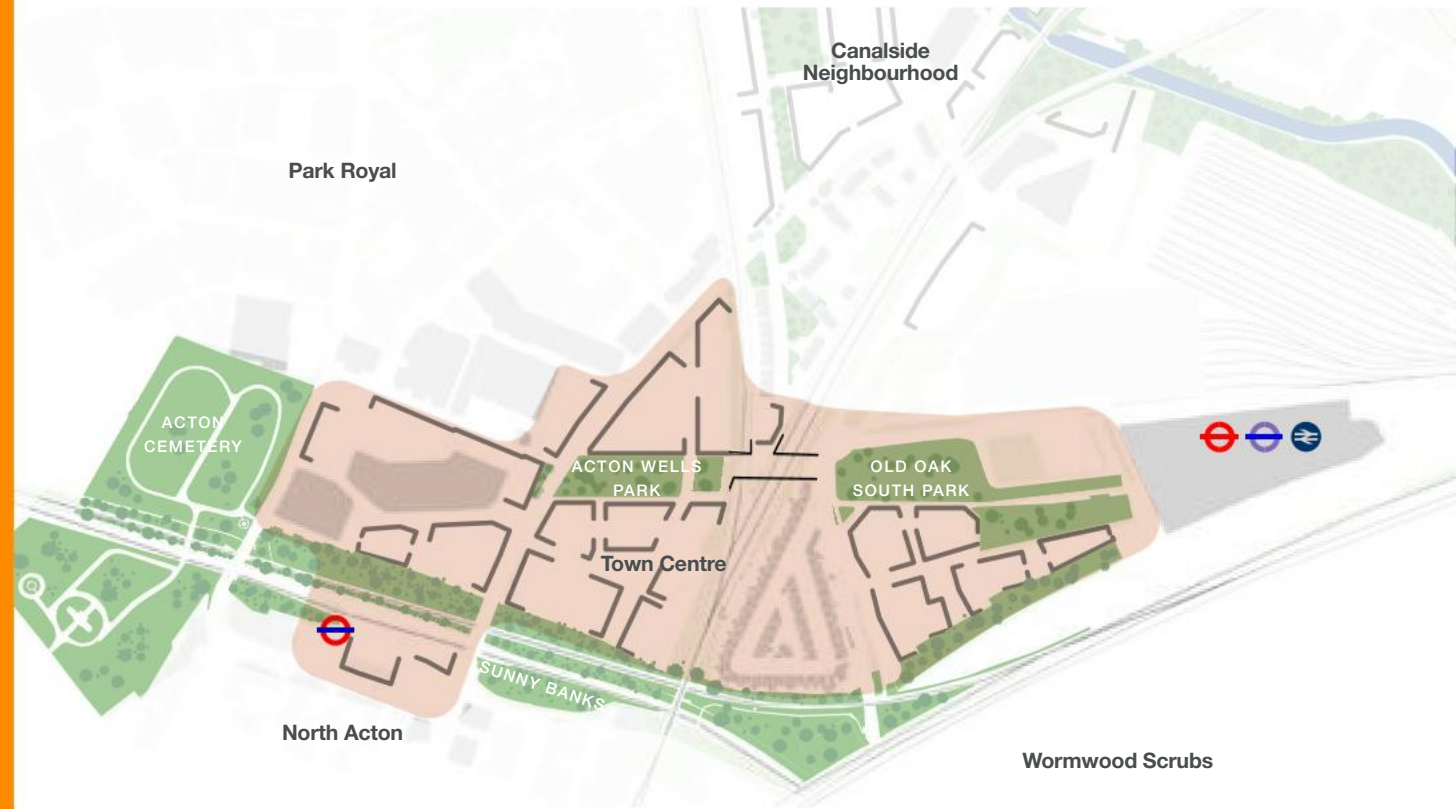 Canalside
Neighbourhood
Park Royal
ACTON
CEMETERY
ACTON WELLS
PARK
OLD OAK
SOUTH PARK
Town Centre
SUNNY BANKS
North Acton
Wormwood Scrubs